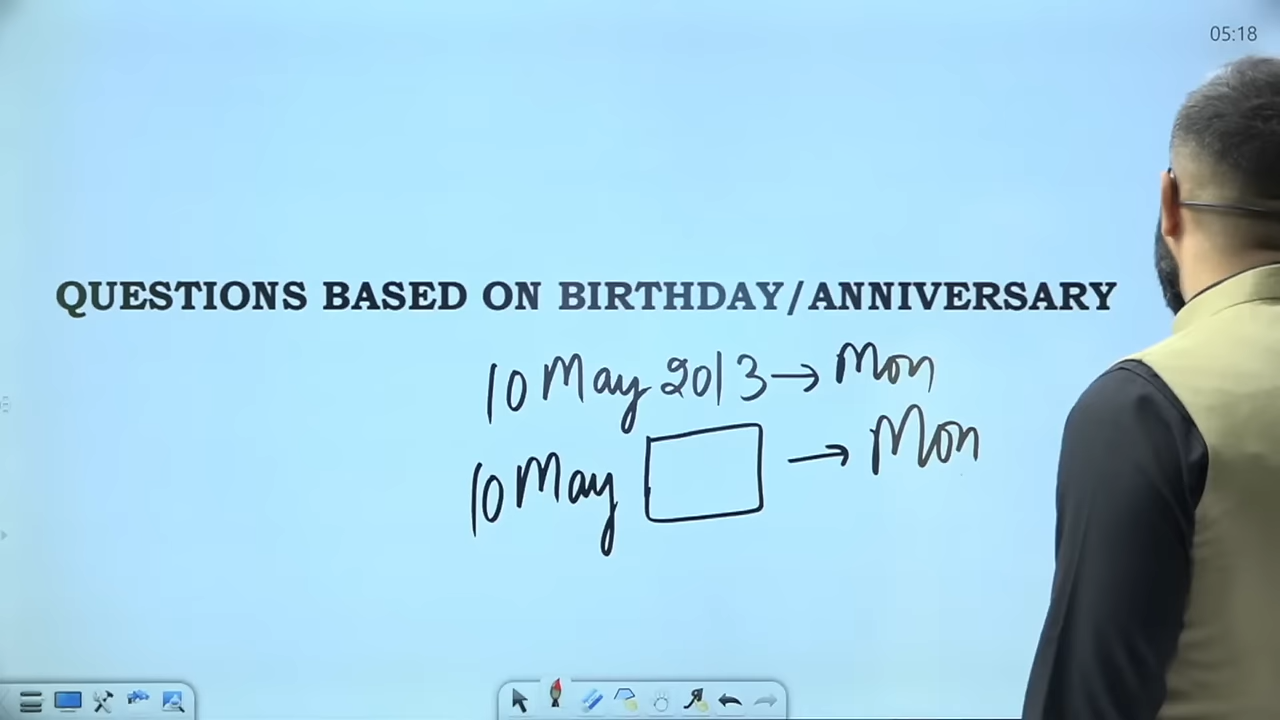 05:18
QUESTIONS BASED ON BIRTHDAY/ANNIVERSARY
10 May 2013 → Mon
10 May → Mon